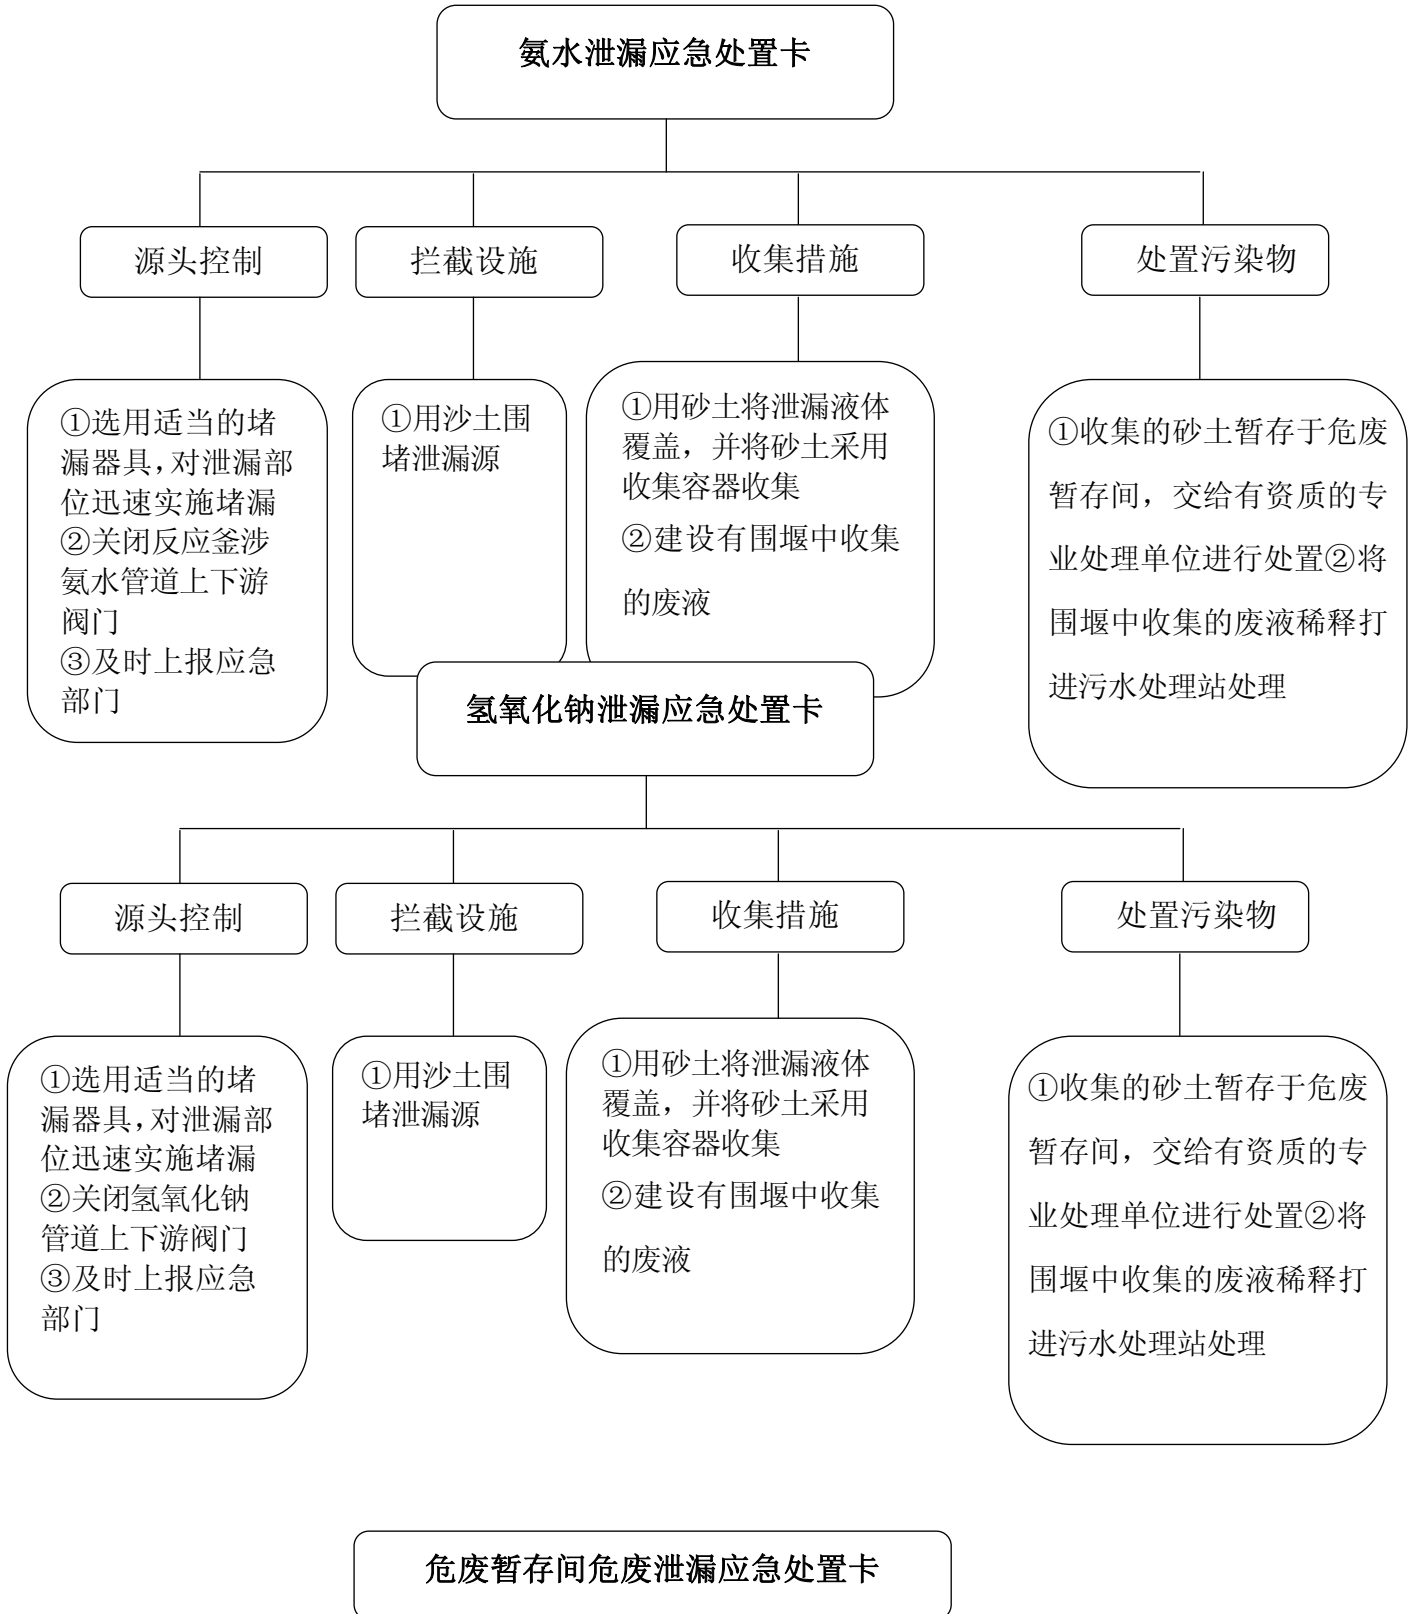 氨水泄漏应急处置卡
源头控制
拦截设施
收集措施
处置污染物
①选用适当的堵
漏器具，对泄漏部
位迅速实施堵漏
②关闭反应釜涉
氨水管道上下游
阀门
③及时上报应急
部门
①用沙土围
堵泄漏源
①用砂土将泄漏液体
覆盖，并将砂土采用
收集容器收集
②建设有围堰中收集
的废液
①收集的砂土暂存于危废
暂存间，交给有资质的专
业处理单位进行处置②将
围堰中收集的废液稀释打
进污水处理站处理
氢氧化钠泄漏应急处置卡
源头控制
拦截设施
收集措施
处置污染物
①选用适当的堵
漏器具，对泄漏部
位迅速实施堵漏
②关闭氢氧化钠
管道上下游阀门
③及时上报应急
部门
①用沙土围
堵泄漏源
①用砂土将泄漏液体
覆盖，并将砂土采用
收集容器收集
②建设有围堰中收集
的废液
①收集的砂土暂存于危废
暂存间，交给有资质的专
业处理单位进行处置②将
围堰中收集的废液稀释打
进污水处理站处理
危废暂存间危废泄漏应急处置卡